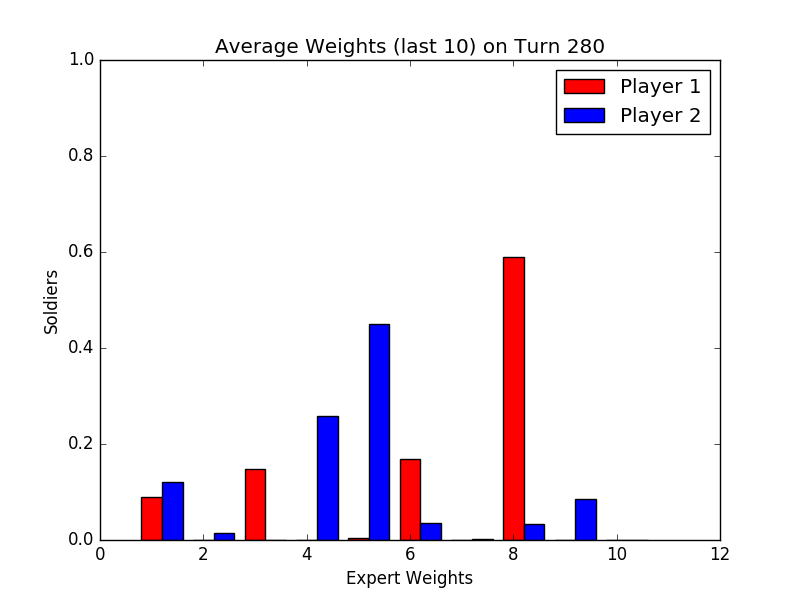 Average Weights (last 10) on Turn 280
1.0
0.8
0.6
0.4
0.2
0.0
Soldiers
Player 1
Player 2
0 2 4 6 8 10 12
Expert Weights